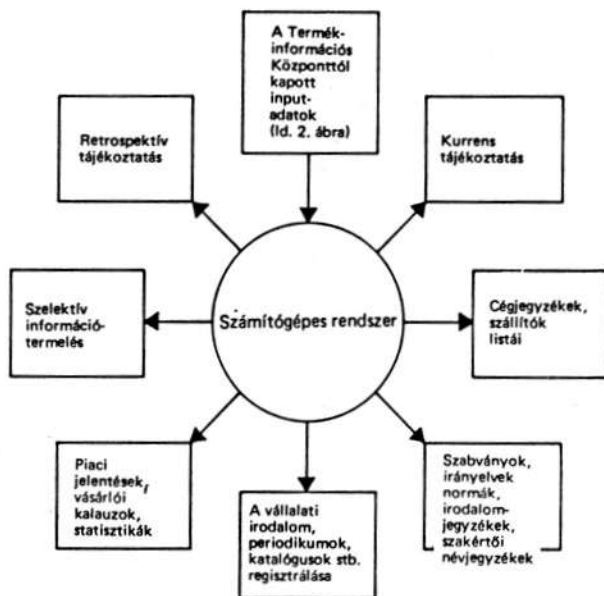 A Termék-
információs
Központtól
kapott
input-
adatok
(ld. 2. ábra)
Retrospektív
tájékoztatás
Kurrens
tájékoztatás
Szelektív
információ-
termelés
Számítógépes rendszer
Cégjegyzékek,
szállítók
listái
Piaci
jelentések,
vásárlói
kalauzok,
statisztikák
A vállalati
irodalom,
periodikumok,
katalógusok stb.
regisztrálása
Szabványok,
irányelvek
normák,
irodalom-
jegyzékek,
szakértői
névjegyzékek